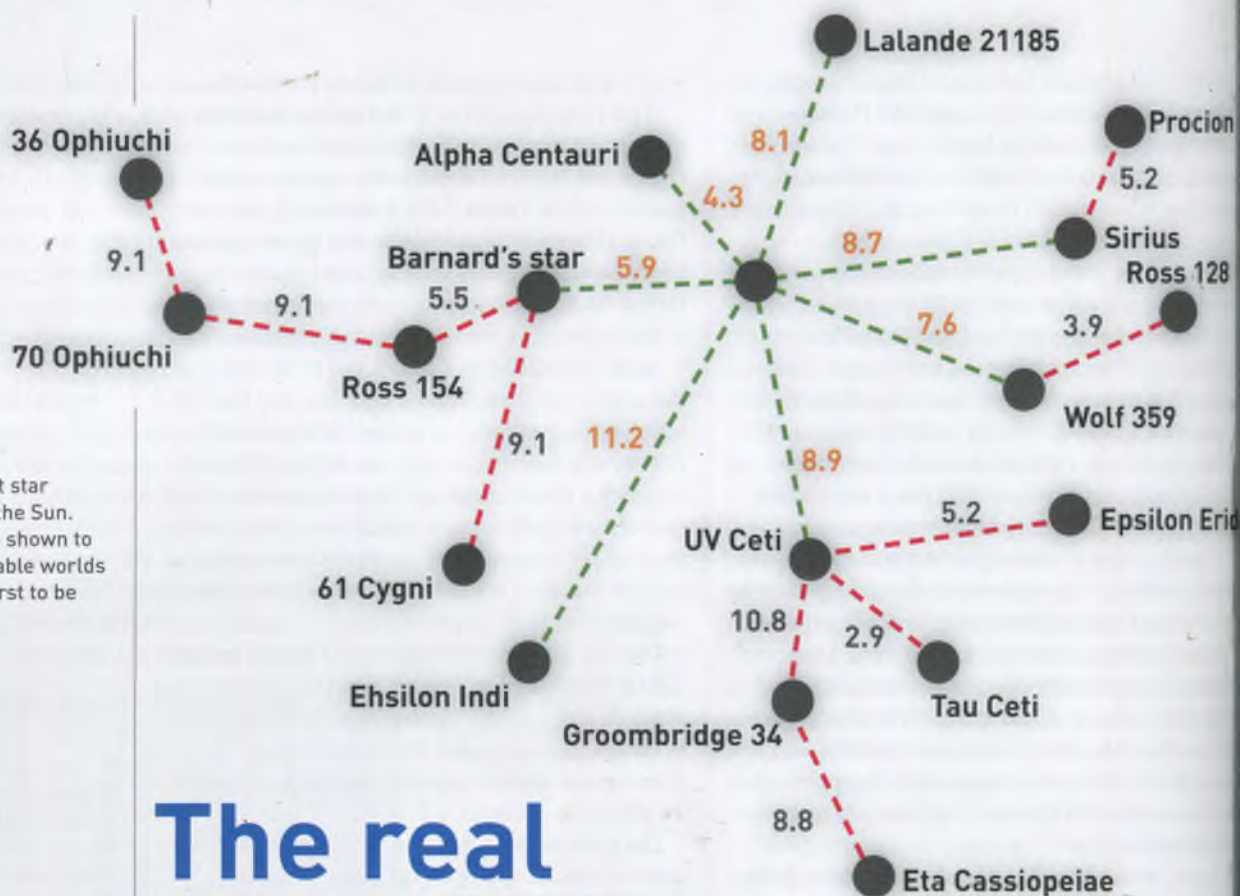 Lalande 21185
Procion
36 Ophiuchi
Alpha Centauri
8.1
5.2
4.3
Sirius
8.7
Barnard's star
5.9
Ross 128
9.1
9.1
5.5
7.6
3.9
70 Ophiuchi
Ross 154
Wolf 359
9.1
11.2
8.9
t star
the Sun.
shown to
able worlds
rst to be
5.2
Epsilon Erid
UV Ceti
61 Cygni
10.8
2.9
Ehsilon Indi
Tau Ceti
Groombridge 34
8.8
The real
Eta Cassiopeiae